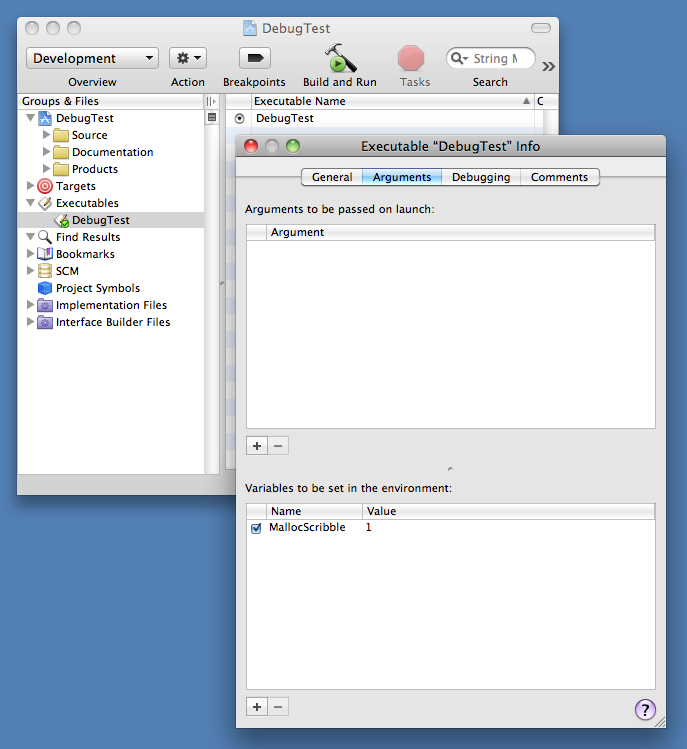 DebugTest
Development
String M
Overview
Action
Breakpoints
Build and Run
Tasks
Search
Groups & Files
Executable Name
C
DebugTest
DebugTest
Source
Documentation
Products
Targets
Executables
DebugTest
Find Results
Bookmarks
SCM
Project Symbols
Implementation Files
Interface Builder Files
Executable “DebugTest” Info
General
Arguments
Debugging
Comments
Arguments to be passed on launch:
Argument
Variables to be set in the environment:
Name
Value
MallocScribble
1